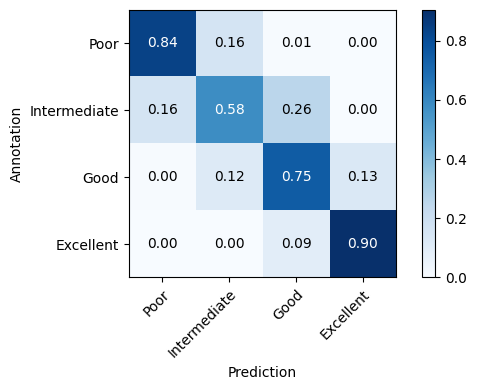 Annotation
Poor 0.84 0.16 0.01 0.00
Intermediate 0.16 0.58 0.26 0.00
Good 0.00 0.12 0.75 0.13
Excellent 0.00 0.00 0.09 0.90
Poor Intermediate Good Excellent
Prediction
0.8
0.6
0.4
0.2
0.0